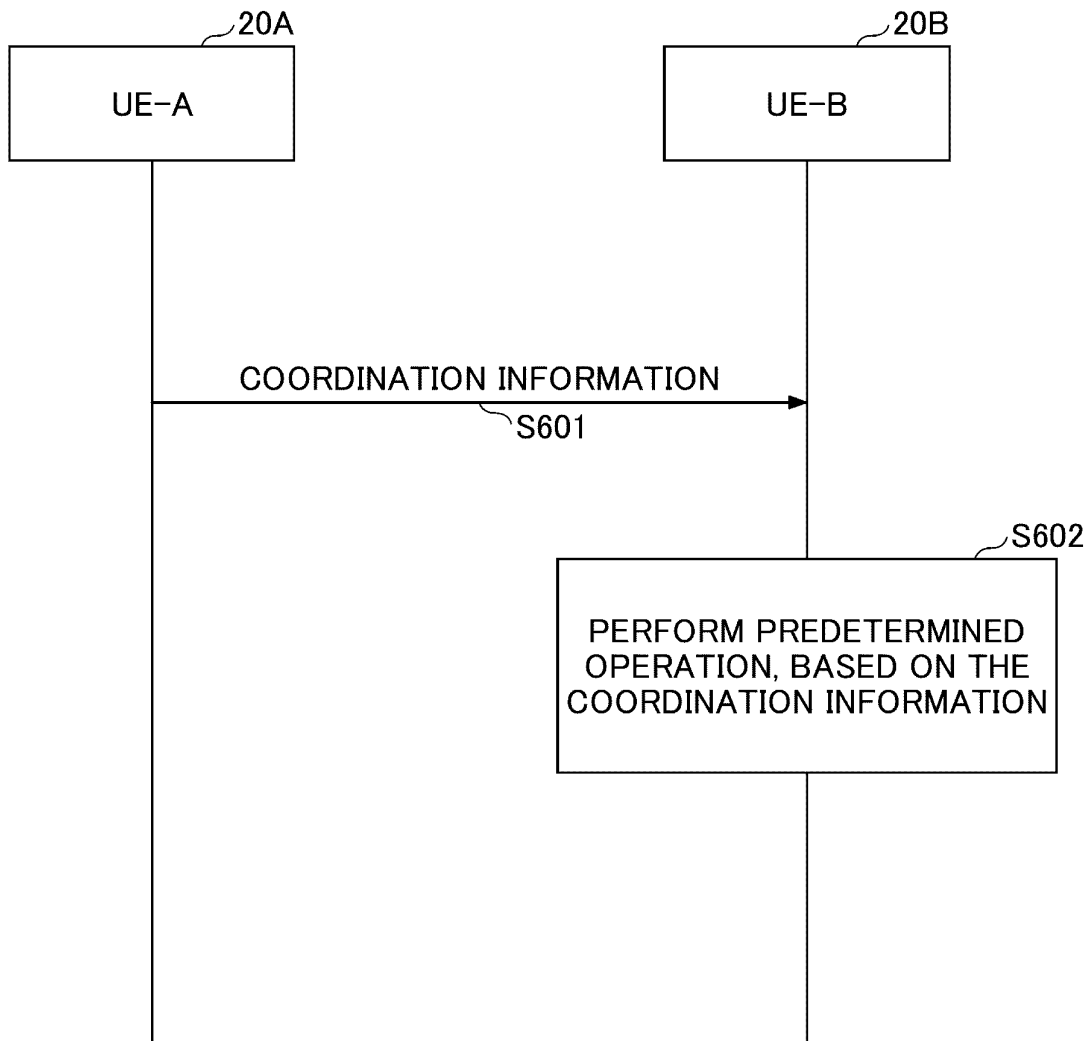 20A
20B
UE-A
UE-B
COORDINATION INFORMATION
S601
S602
PERFORM PREDETERMINED
OPERATION, BASED ON THE
COORDINATION INFORMATION